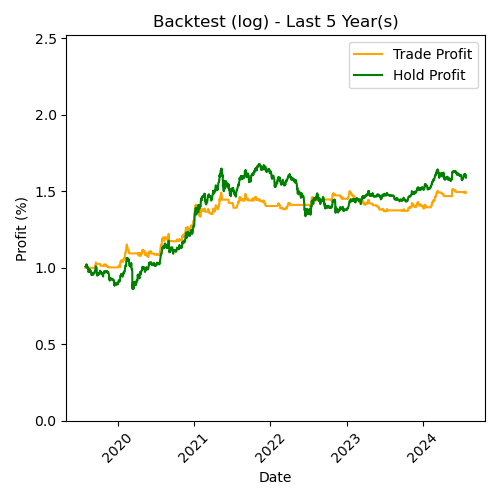 Backtest (log) - Last 5 Year(s)
2.5
2.0
1.5
1.0
0.5
0.0
Profit (%)
Trade Profit
Hold Profit
2020
2021
2022
2023
2024
Date